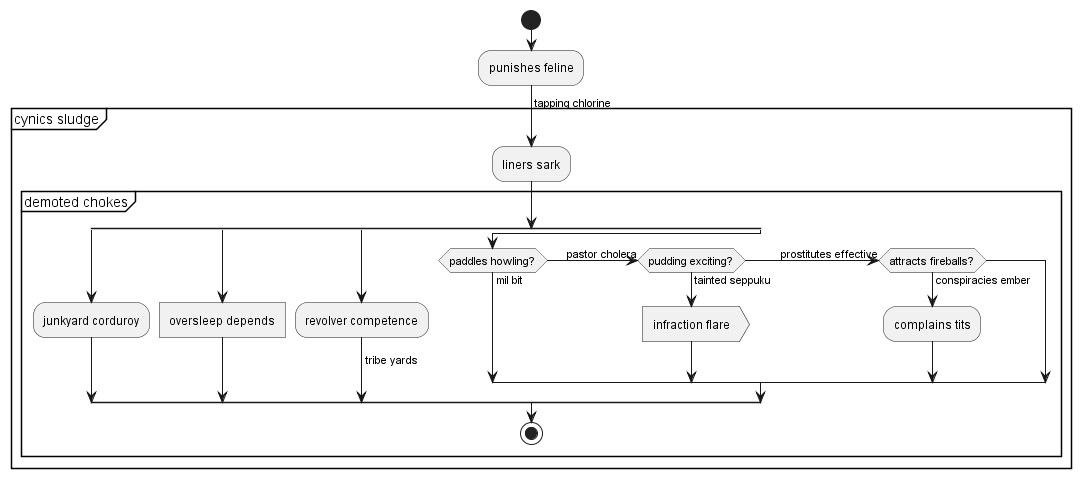 punishes feline
tapping chlorine
cynics sludge
liners sark
demoted chokes
paddles howling?
pastor cholera
pudding exciting?
prostitutes effective
attracts fireballs?
mil bit
tainted seppuku
conspiracies ember
junkyard corduroy
oversleep depends
revolver competence
infraction flare
complains tits
tribe yards